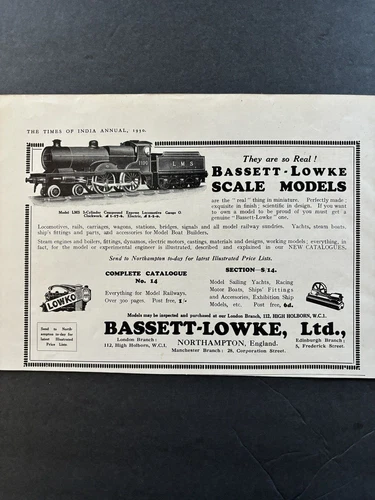 THE TIMES OF INDIA ANNUAL, 1930.
1100
L M S
They are so Real !
BASSETT-LOWKE
SCALE MODELS
Model LMS 3-Cylinder Compound Express Locomotive Gauge O
are the "real" thing in miniature. Perfectly made ;
exquisite in finish ; scientific in design. If you want
to own a model to be proud of you must get a
genuine "Bassett-Lowke" one.
Locomotives, rails, carriages, wagons, stations, bridges, signals and all model railway sundries. Yachts, steam boats,
ship's fittings and parts, and accessories for Model Boat Builders.
Steam engines and boilers, fittings, dynamos, electric motors, castings, materials and designs, working models ; everything, in
fact, for the model or experimental engineer is illustrated, described and explained in our NEW CATALOGUES.
Send to Northampton to-day for latest Illustrated Price Lists.
COMPLETE CATALOGUE
No. 14
Everything for Model Railways.
Over 300 pages. Post free, 1/-
SECTION S/14.
Model Sailing Yachts, Racing
Motor Boats, Ships' Fittings
and Accessories, Exhibition Ship
Models, etc. Post free, 6d.
LOWKO
Models may be inspected and purchased at our London Branch, 112, HIGH HOLBORN, W.C.1.
BASSETT-LOWKE, Ltd.,
Send to North
ampton to-day for
latest Illustrated
Price Lists
London Branch :
112, High Holborn, W.C.1.
NORTHAMPTON, England.
Manchester Branch : 28, Corporation Street.
Edinburgh Branch :
5, Frederick Street.